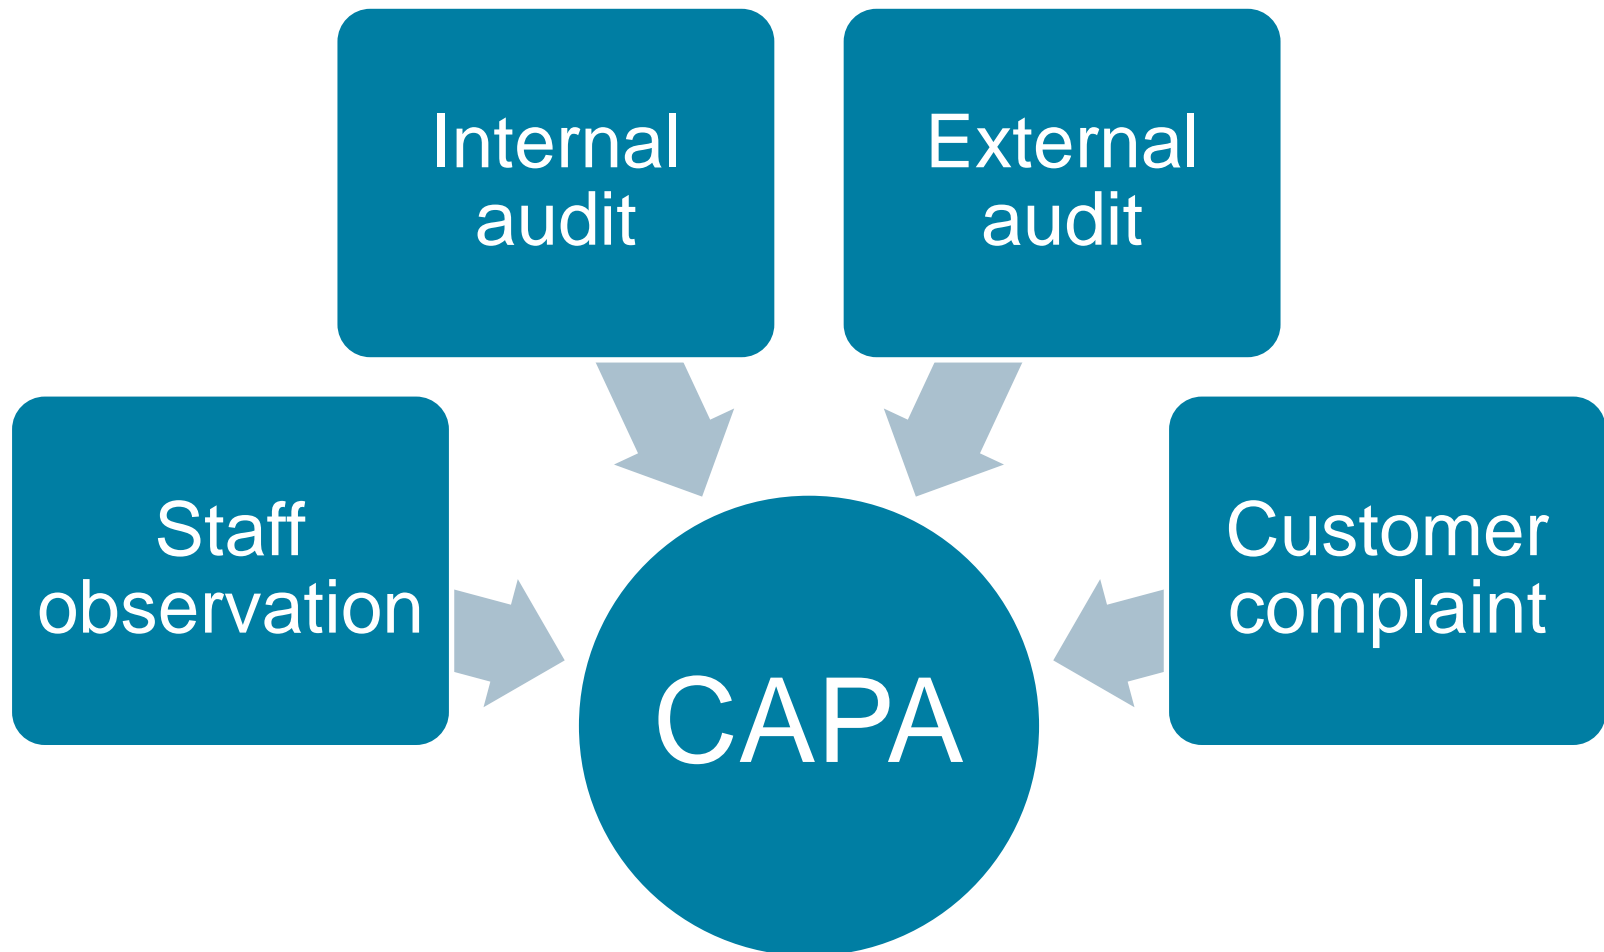 Internal
audit
External
audit
Staff
observation
Customer
complaint
CAPA